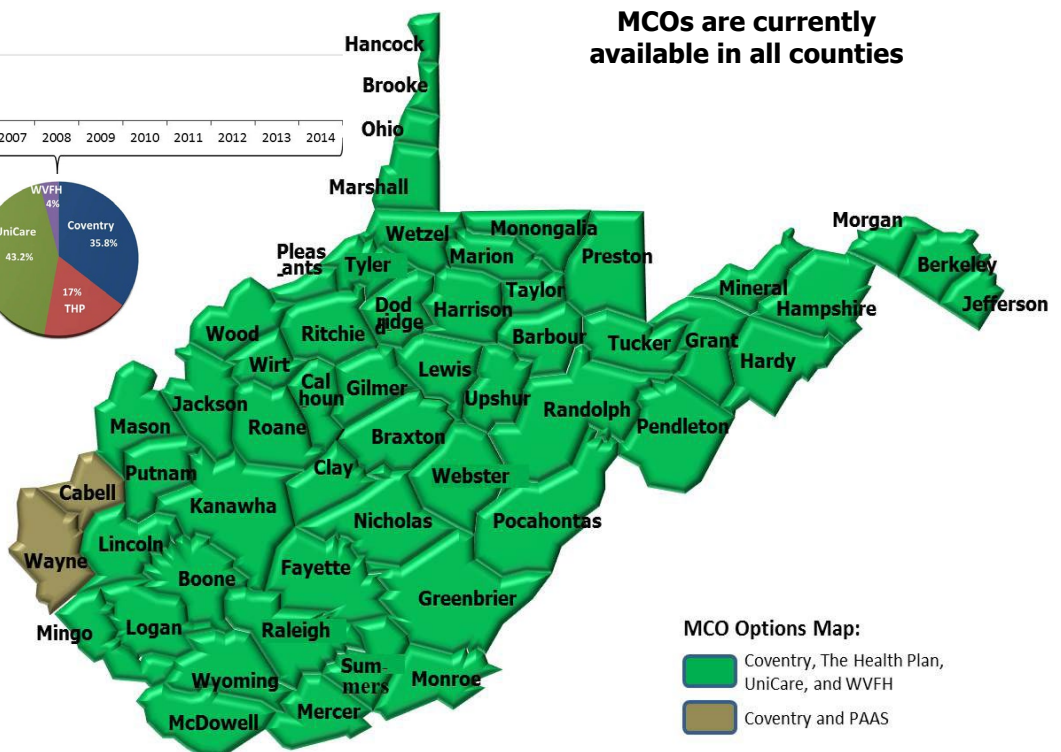 MCOs are currently
available in all counties
2007 2008 2009 2010 2011 2012 2013 2014
WVFH
4%
Coventry
35.8%
UniCare
43.2%
17%
THP
Hancock
Brooke
Ohio
Marshall
Wetzel
Monongalia
Morgan
Pleas
ants
Tyler
Marion
Preston
Berkeley
Taylor
Mineral
Hampshire
Jefferson
Wood
Ritchie
Dod
d
ridge
Harrison
Barbour
Tucker
Grant
Hardy
Wirt
Cal
houn
Gilmer
Lewis
Upshur
Randolph
Pendleton
Jackson
Mason
Roane
Braxton
Putnam
Clay
Webster
Cabell
Kanawha
Nicholas
Pocahontas
Wayne
Lincoln
Boone
Fayette
Greenbrier
Mingo
Logan
Raleigh
Sum-
mers
Monroe
Wyoming
McDowell
Mercer
MCO Options Map:
Coventry, The Health Plan,
UniCare, and WVFH
Coventry and PAAS